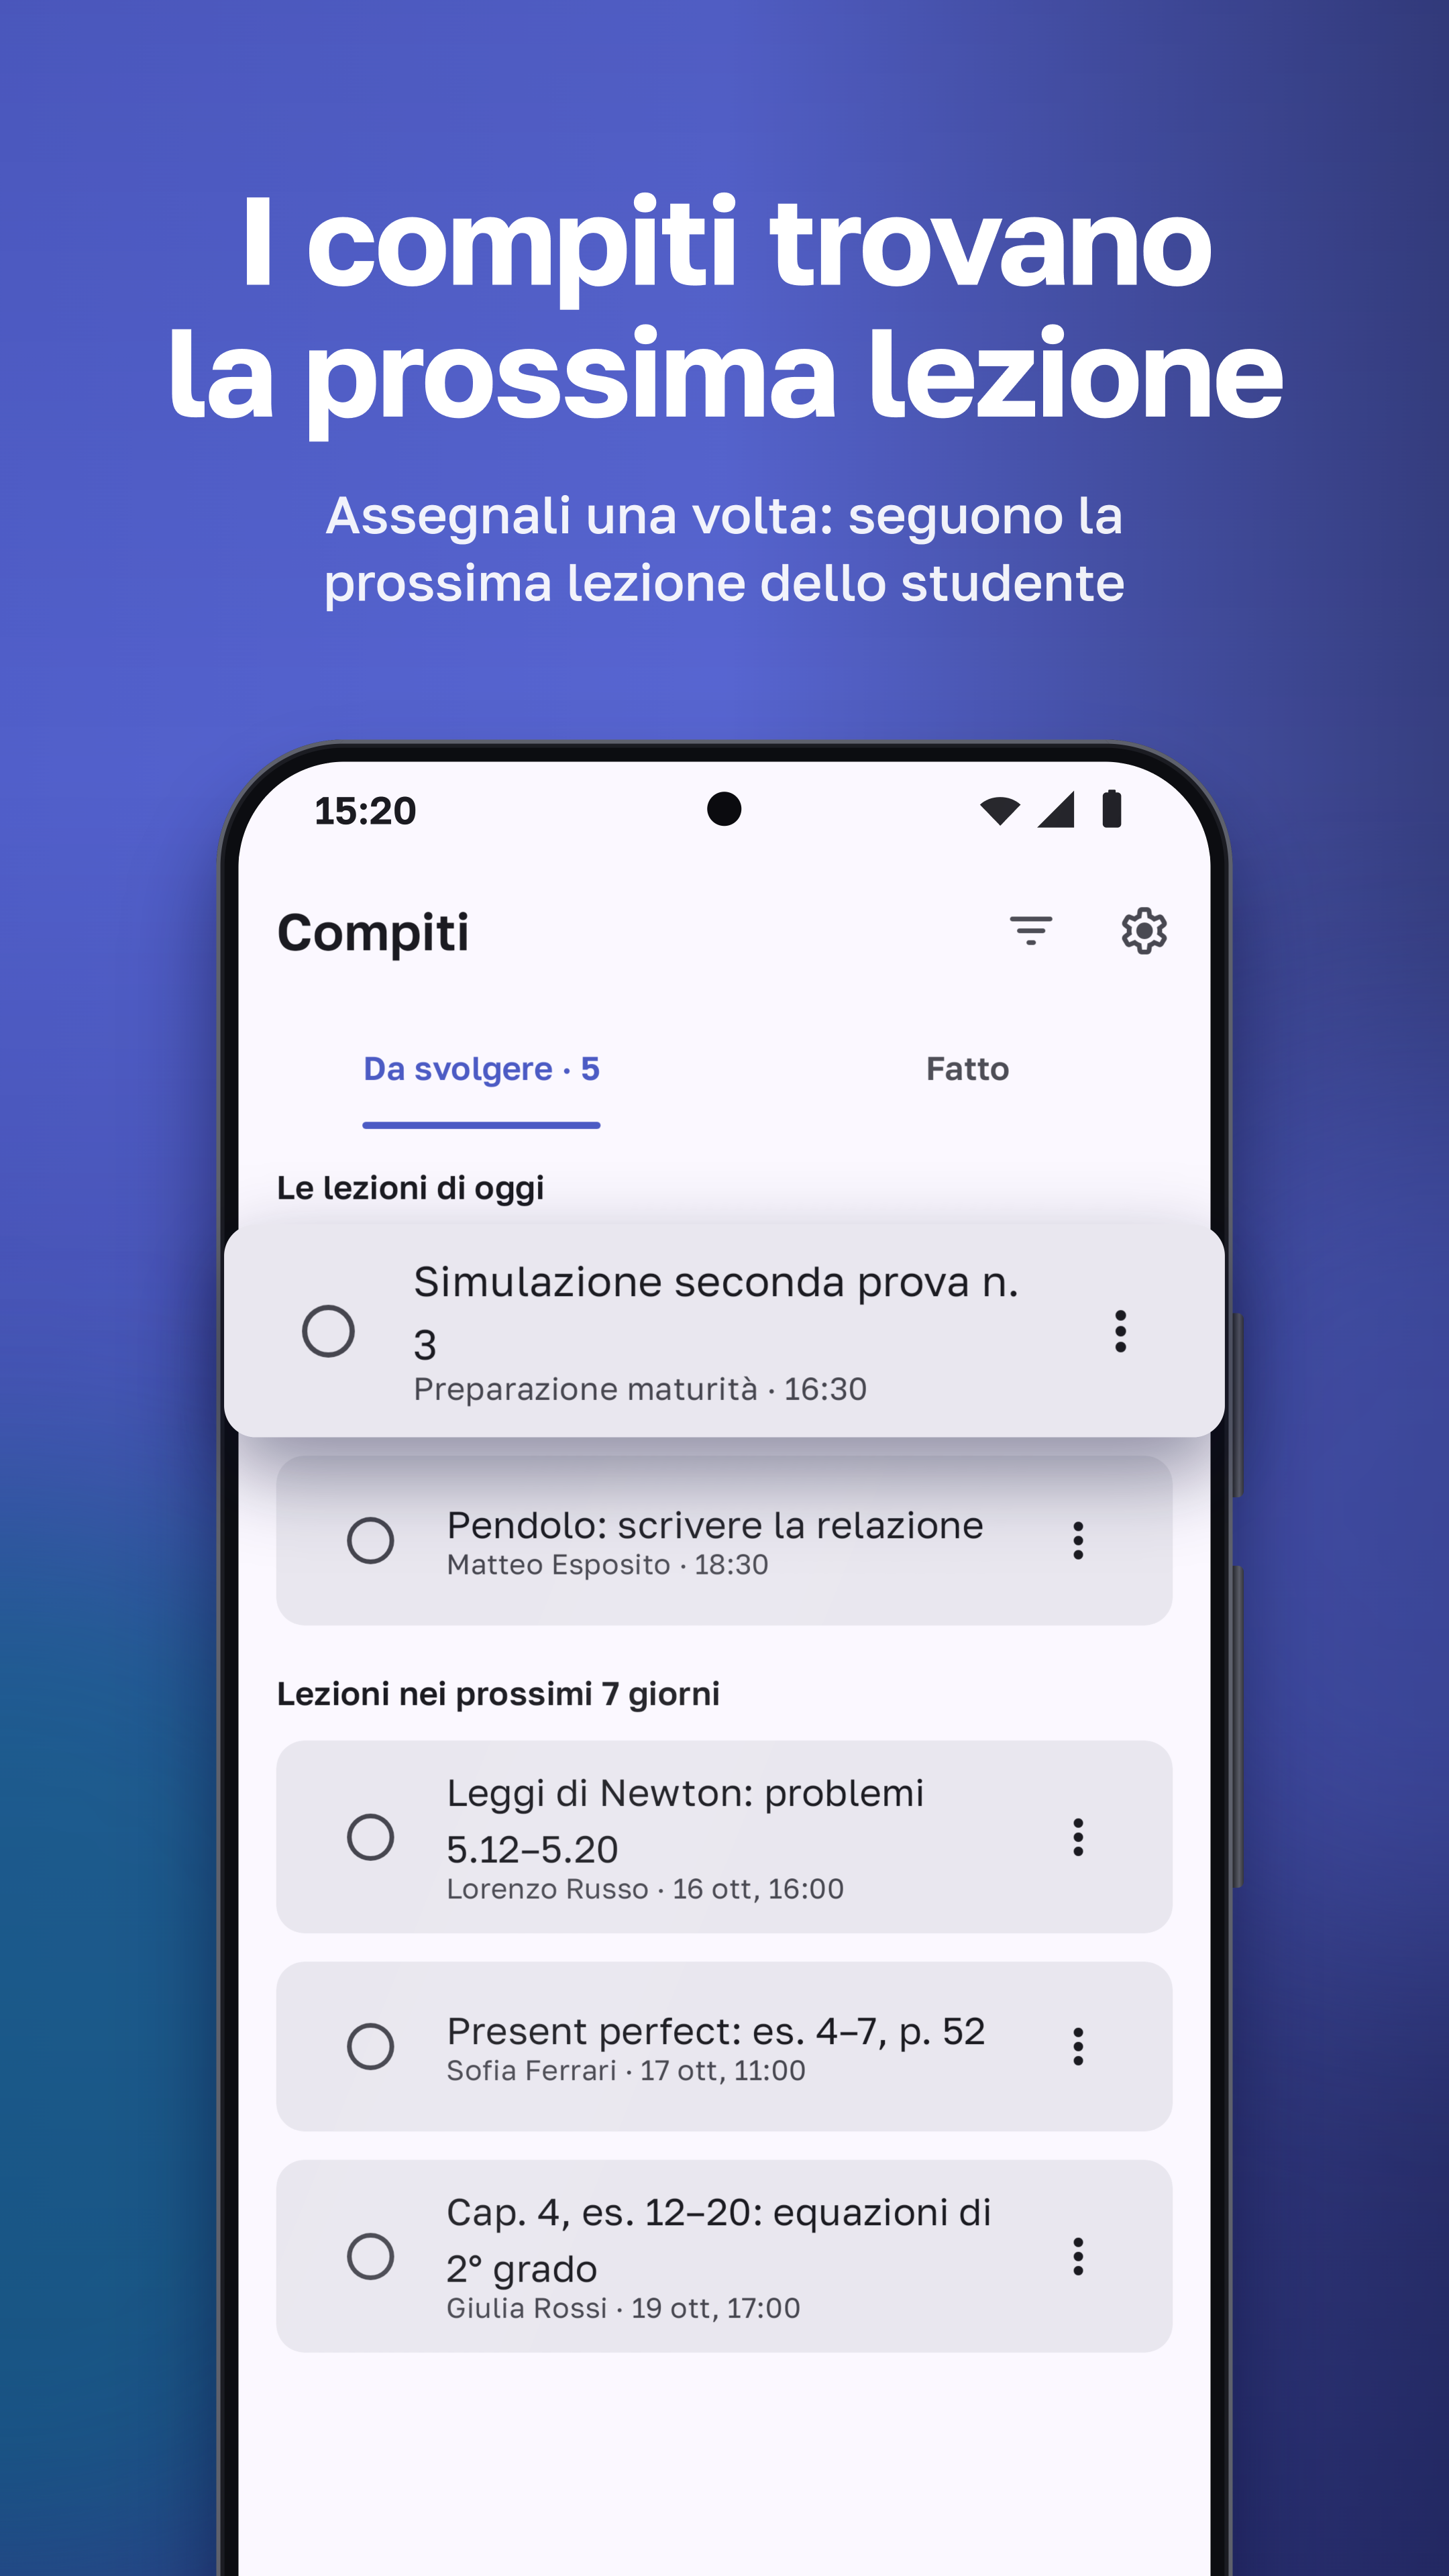 I compiti trovano
la prossima lezione
Assegnali una volta: seguono la
prossima lezione dello studente
15:20
Compiti
Da svolgere · 5
Fatto
Le lezioni di oggi
Simulazione seconda prova n.
3
Preparazione maturità · 16:30
Pendolo: scrivere la relazione
Matteo Esposito · 18:30
Lezioni nei prossimi 7 giorni
Leggi di Newton: problemi
5.12–5.20
Lorenzo Russo · 16 ott, 16:00
Present perfect: es. 4–7, p. 52
Sofia Ferrari · 17 ott, 11:00
Cap. 4, es. 12–20: equazioni di
2° grado
Giulia Rossi · 19 ott, 17:00